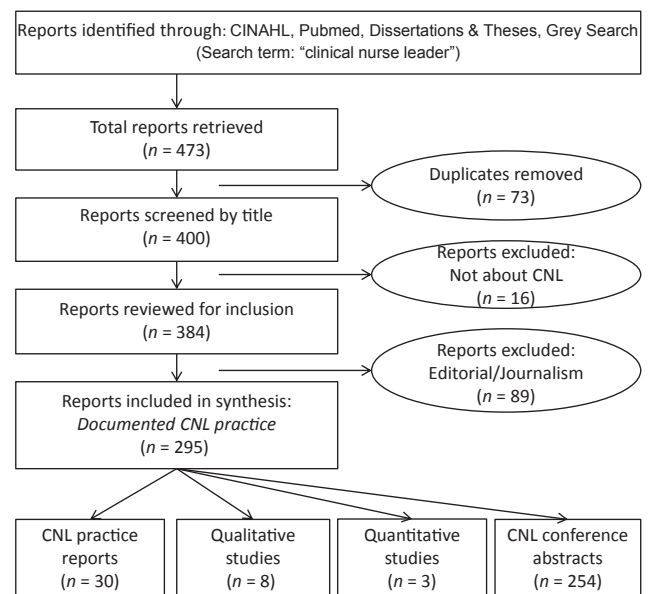 Reports identified through: CINAHL, Pubmed, Dissertations & Theses, Grey Search
(Search term: “clinical nurse leader”)
Total reports retrieved
(n = 473)
Duplicates removed
(n = 73)
Reports screened by title
(n = 400)
Reports excluded:
Not about CNL
(n = 16)
Reports reviewed for inclusion
(n = 384)
Reports excluded:
Editorial/Journalism
(n = 89)
Reports included in synthesis:
Documented CNL practice
(n = 295)
CNL practice
reports
(n = 30)
Qualitative
studies
(n = 8)
Quantitative
studies
(n = 3)
CNL conference
abstracts
(n = 254)